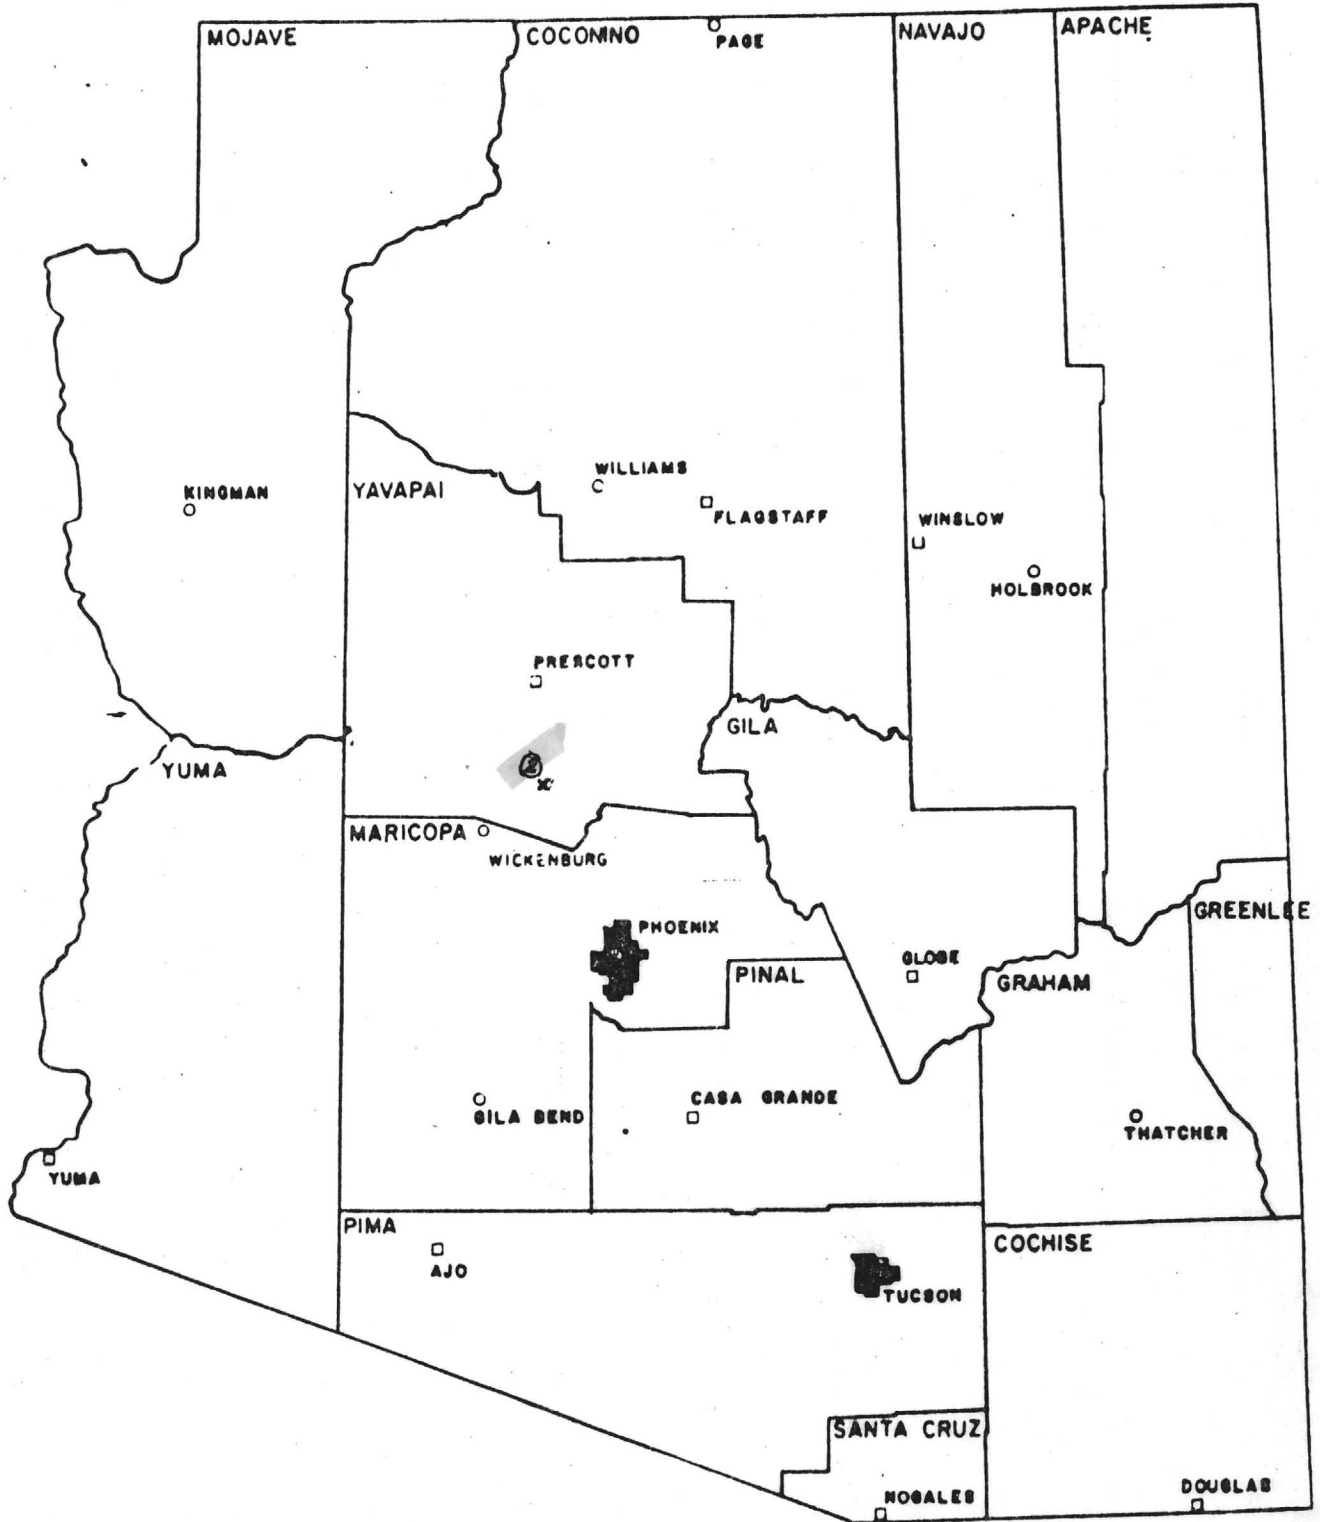 MOJAVE
COCONINO
PAGE
NAVAJO
APACHE
KINGMAN
YAVAPAI
WILLIAMS
FLAGSTAFF
WINSLOW
HOLBROOK
PRESCOTT
GILA
YUMA
MARICOPA
WICKENBURG
PHOENIX
PINAL
GLOBE
GRAHAM
GREENLEE
GILA BEND
CASA GRANDE
THATCHER
YUMA
PIMA
AJO
COCHISE
TUCSON
SANTA CRUZ
NOGALES
DOUGLAS